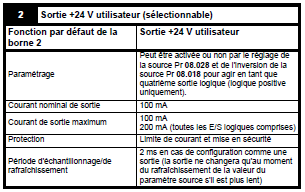 2 Sortie +24 V utilisateur (sélectionnable)
Fonction par défaut de la borne 2
Sortie +24 V utilisateur
Paramétrage
Peut être activée ou non par le réglage de la source Pr 08.028 et de l'inversion de la source Pr 08.018 pour agir en tant que quatrième sortie logique (logique positive uniquement).
Courant nominal de sortie
100 mA
Courant de sortie maximum
100 mA
200 mA (toutes les E/S logiques comprises)
Protection
Limite de courant et mise en sécurité
Période d'échantillonnage/de rafraîchissement
2 ms en cas de configuration comme une sortie (la sortie ne changera qu'au moment du rafraîchissement de la valeur du paramètre source s'il est plus lent)